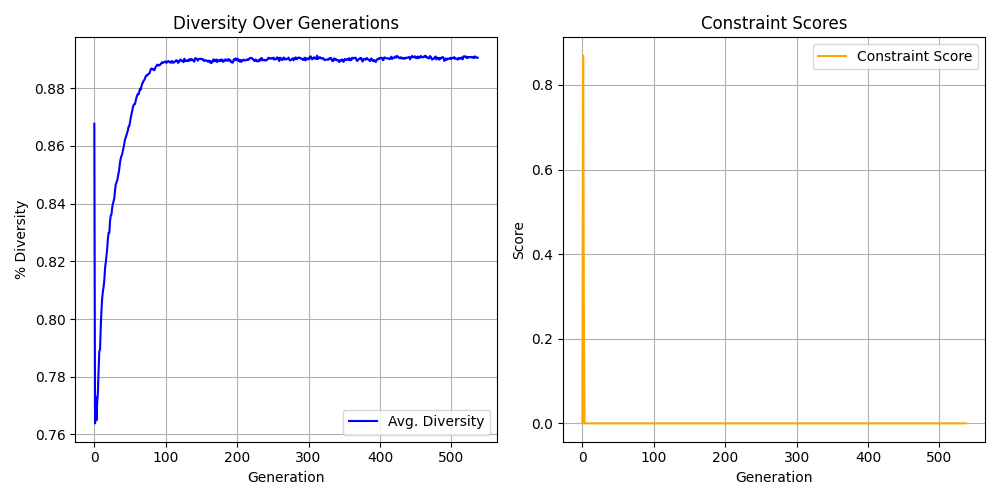 Diversity Over Generations
% Diversity
0.88
0.86
0.84
0.82
0.80
0.78
0.76
0 100 200 300 400 500
Generation
Avg. Diversity
Constraint Scores
Score
0.8
0.6
0.4
0.2
0.0
0 100 200 300 400 500
Generation
Constraint Score